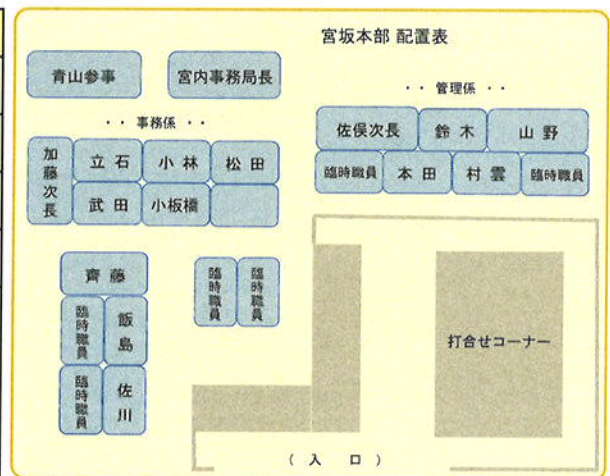 宮坂本部 配置表
青山参事
宮内事務局長
・・ 事務係 ・・
加藤次長
立石
小林
松田
武田
小板橋
・・ 管理係 ・・
佐俣次長
鈴木
山野
臨時職員
本田
村雲
臨時職員
齊藤
臨時職員
飯島
臨時職員
佐川
臨時職員
臨時職員
打合せコーナー
（ 入 口 ）